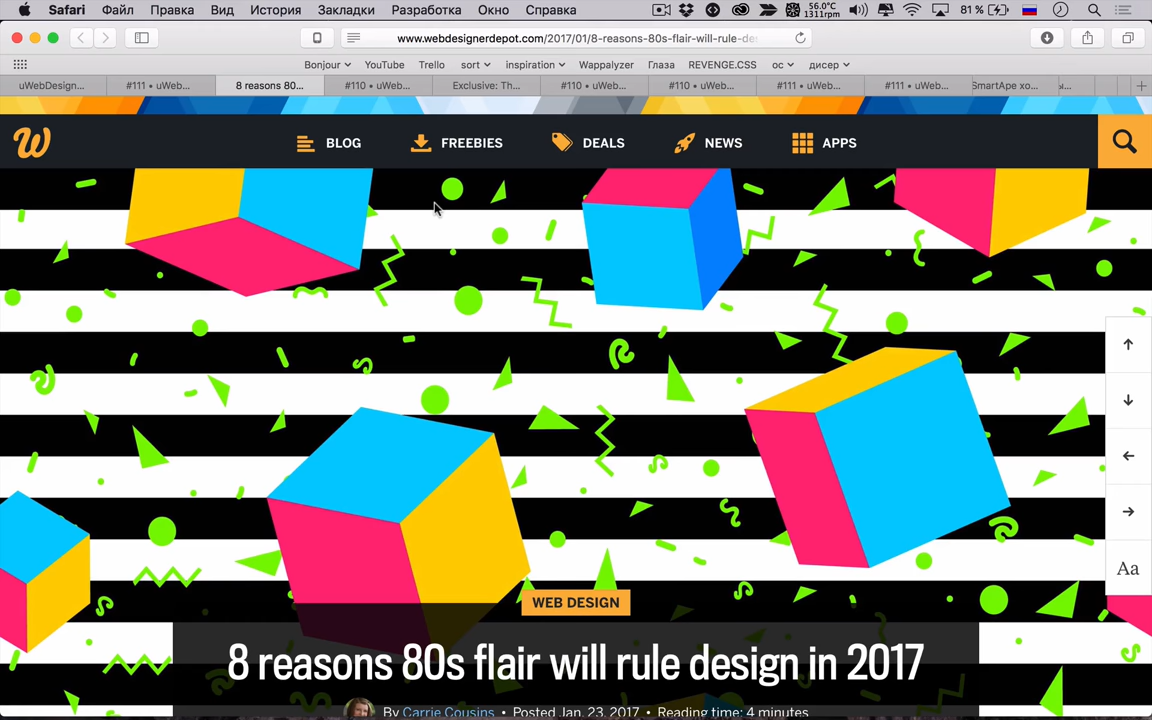 Safari Файл Правка Вид История Закладки Разработка Окно Справка 56.0°C 1311rpm 81 %
www.webdesignerdepot.com/2017/01/8-reasons-80s-flair-will-rule-de
Bonjour YouTube Trello sort inspiration Wappalyzer Глаза REVENGE.CSS ос дисер
uWebDesign... #111 • uWeb... 8 reasons 80... #110 • uWeb... Exclusive: Th... #110 • uWeb... #110 • uWeb... #111 • uWeb... #111 • uWeb... SmartApe хо...
W BLOG FREEBIES DEALS NEWS APPS
Aa
WEB DESIGN
8 reasons 80s flair will rule design in 2017
By Carrie Cousins • Posted Jan. 23, 2017 • Reading time: 4 minutes